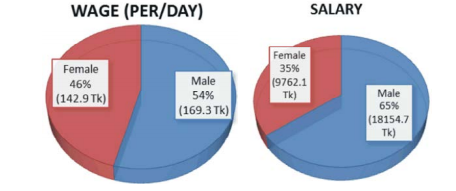 WAGE (PER/DAY)
Female
46%
(142.9 Tk)
Male
54%
(169.3 Tk)
SALARY
Female
35%
(9762.1
Tk)
Male
65%
(18154.7
Tk)